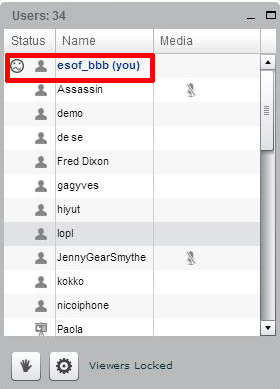 Users: 34
Status Name Media
esof_bbb (you)
Assassin
demo
de se
Fred Dixon
gagyves
hiyut
lopl
JennyGearSmythe
kokko
nicoiphone
Paola
Viewers Locked